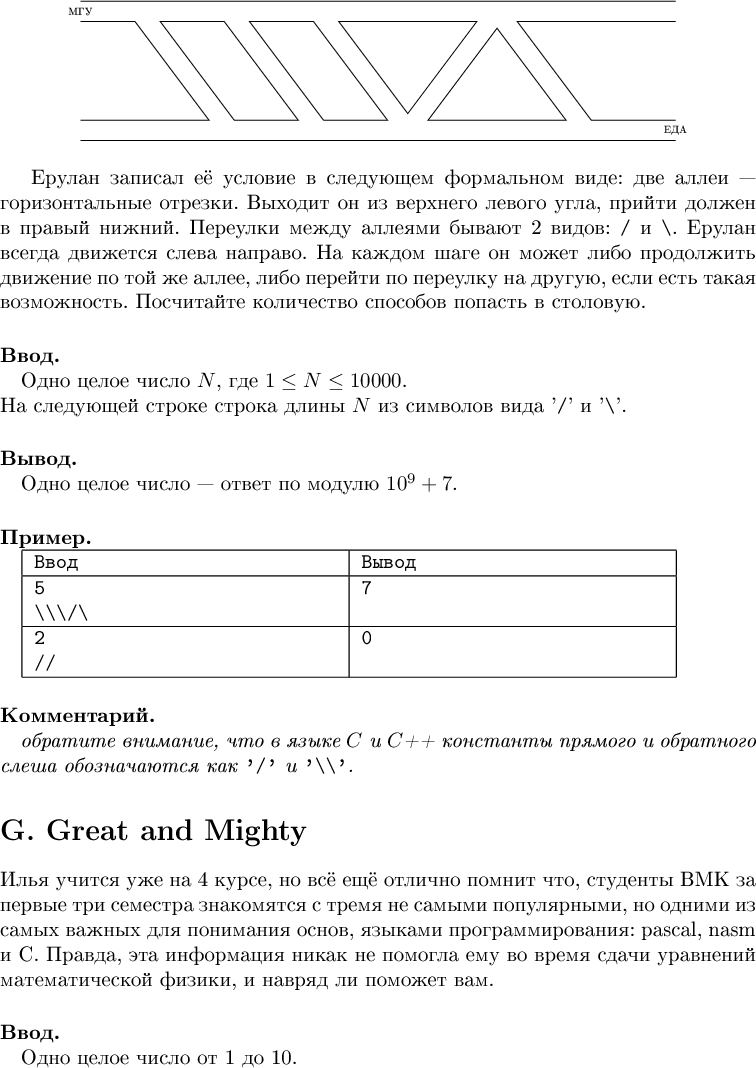 МГУ
ЕДА
Ерулан записал её условие в следующем формальном виде: две аллеи —
горизонтальные отрезки. Выходит он из верхнего левого угла, прийти должен
в правый нижний. Переулки между аллеями бывают 2 видов: / и \. Ерулан
всегда движется слева направо. На каждом шаге он может либо продолжить
движение по той же аллее, либо перейти по переулку на другую, если есть такая
возможность. Посчитайте количество способов попасть в столовую.
Ввод.
Одно целое число N, где 1 ≤ N ≤ 10000.
На следующей строке строка длины N из символов вида '/' и '\'.
Вывод.
Одно целое число — ответ по модулю 10⁹ + 7.
Пример.
Ввод Вывод
5 7
\\\/\
2 0
//
Комментарий.
обратите внимание, что в языке C и C++ константы прямого и обратного
слеша обозначаются как '/' и '\\'.
G. Great and Mighty
Илья учится уже на 4 курсе, но всё ещё отлично помнит что, студенты ВМК за
первые три семестра знакомятся с тремя не самыми популярными, но одними из
самых важных для понимания основ, языками программирования: pascal, nasm
и C. Правда, эта информация никак не помогла ему во время сдачи уравнений
математической физики, и навряд ли поможет вам.
Ввод.
Одно целое число от 1 до 10.